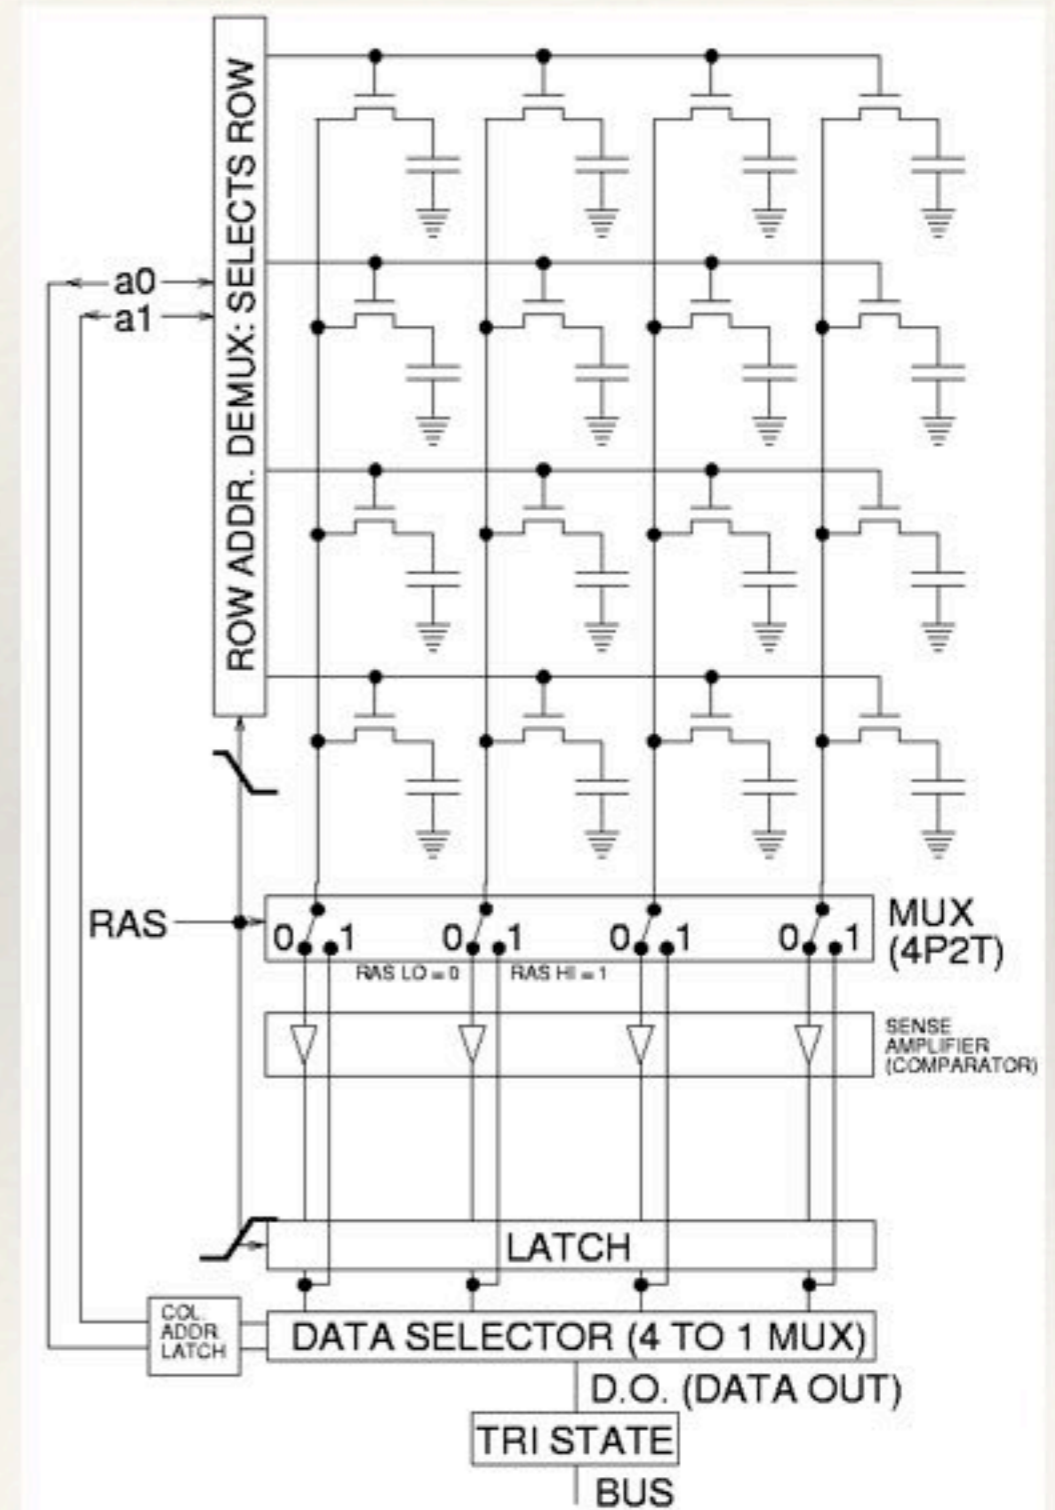 ROW ADDR. DEMUX: SELECTS ROW
a0
a1
RAS
0 1 0 1 0 1 0 1
MUX
(4P2T)
RAS LO = 0 RAS HI = 1
SENSE
AMPLIFIER
(COMPARATOR)
LATCH
COL.
ADDR.
LATCH
DATA SELECTOR (4 TO 1 MUX)
D.O. (DATA OUT)
TRI STATE
BUS